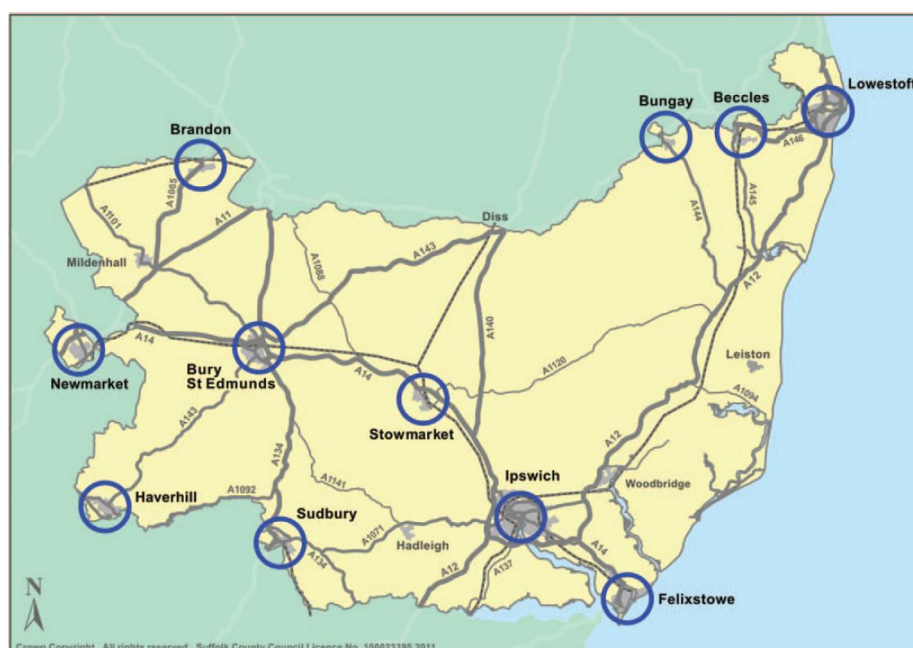 Lowestoft
Beccles
Bungay
Brandon
A146
A1065
A145
A1101
A11
A144
Diss
A143
Mildenhall
A1088
A12
A140
A14
Newmarket
Bury
St Edmunds
A14
A1120
Leiston
A1094
Stowmarket
A143
A134
A12
Ipswich
Woodbridge
A1141
Haverhill
A1092
Sudbury
A1071
Hadleigh
A14
A134
A12
A137
Felixstowe
N
Crown Copyright. All rights reserved. Suffolk County Council Licence No. 100023395 2011